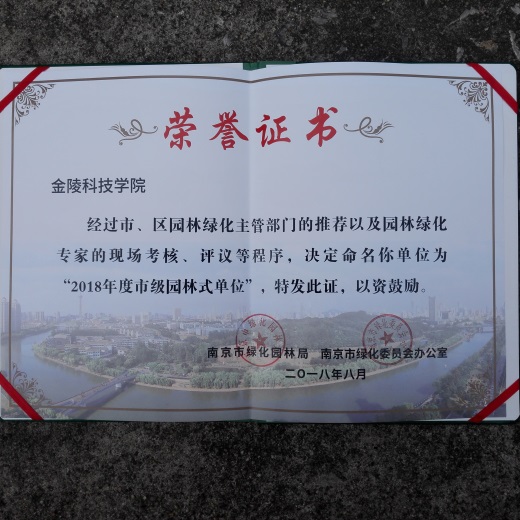 荣誉证书
金陵科技学院
经过市、区园林绿化主管部门的推荐以及园林绿化
专家的现场考核、评议等程序，决定命名你单位为
“2018年度市级园林式单位”，特发此证，以资鼓励。
南京市绿化园林局 南京市绿化委员会办公室
二〇一八年八月